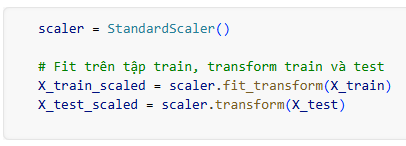 scaler = StandardScaler()
# Fit trên tập train, transform train và test
X_train_scaled = scaler.fit_transform(X_train)
X_test_scaled = scaler.transform(X_test)